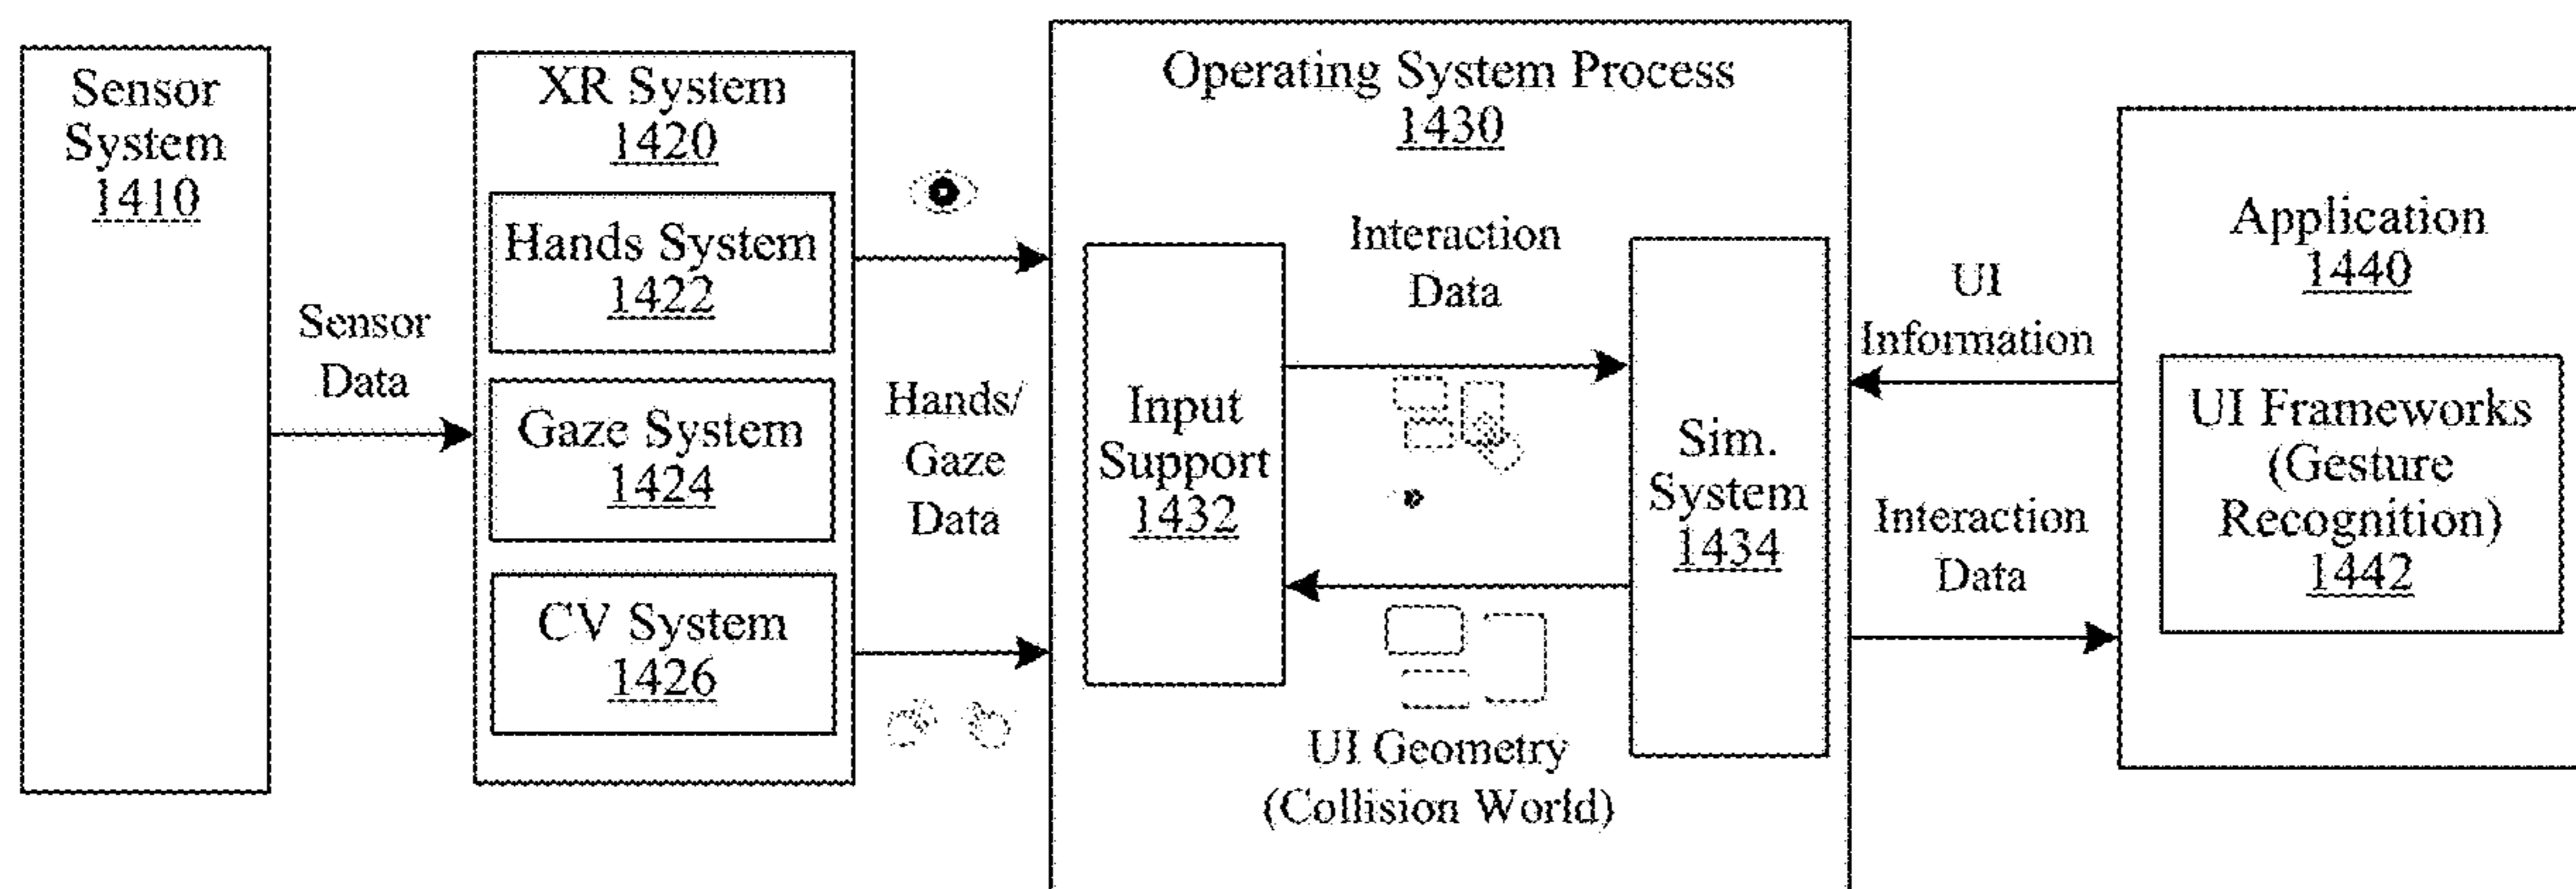 Sensor
System
1410
Sensor
Data
XR System
1420
Hands System
1422
Gaze System
1424
CV System
1426
Hands/
Gaze
Data
Operating System Process
1430
Input
Support
1432
Interaction
Data
UI Geometry
(Collision World)
Sim.
System
1434
UI
Information
Interaction
Data
Application
1440
UI Frameworks
(Gesture
Recognition)
1442